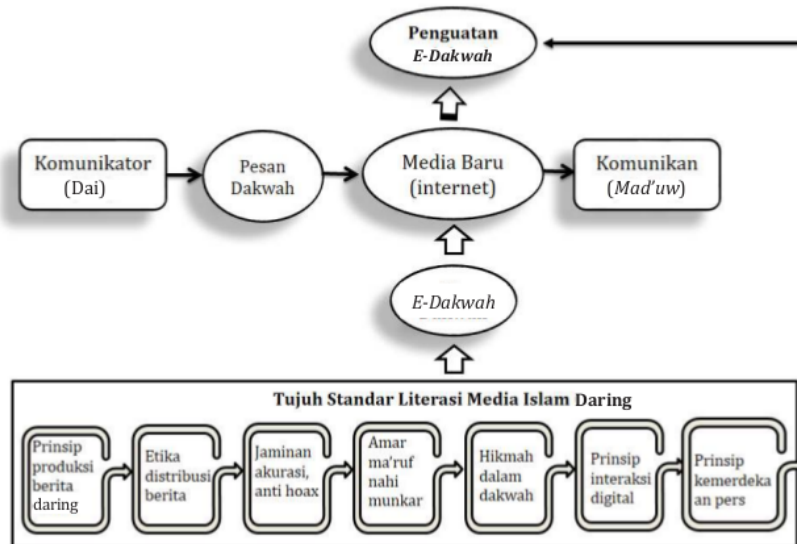 Penguatan
E-Dakwah
Komunikator
(Dai)
Pesan
Dakwah
Media Baru
(internet)
Komunikan
(Mad'uw)
E-Dakwah
Tujuh Standar Literasi Media Islam Daring
Prinsip
produksi
berita
daring
Etika
distribusi
berita
Jaminan
akurasi,
anti hoax
Amar
ma'ruf
nahi
munkar
Hikmah
dalam
dakwah
Prinsip
interaksi
digital
Prinsip
kemerdeka
an pers